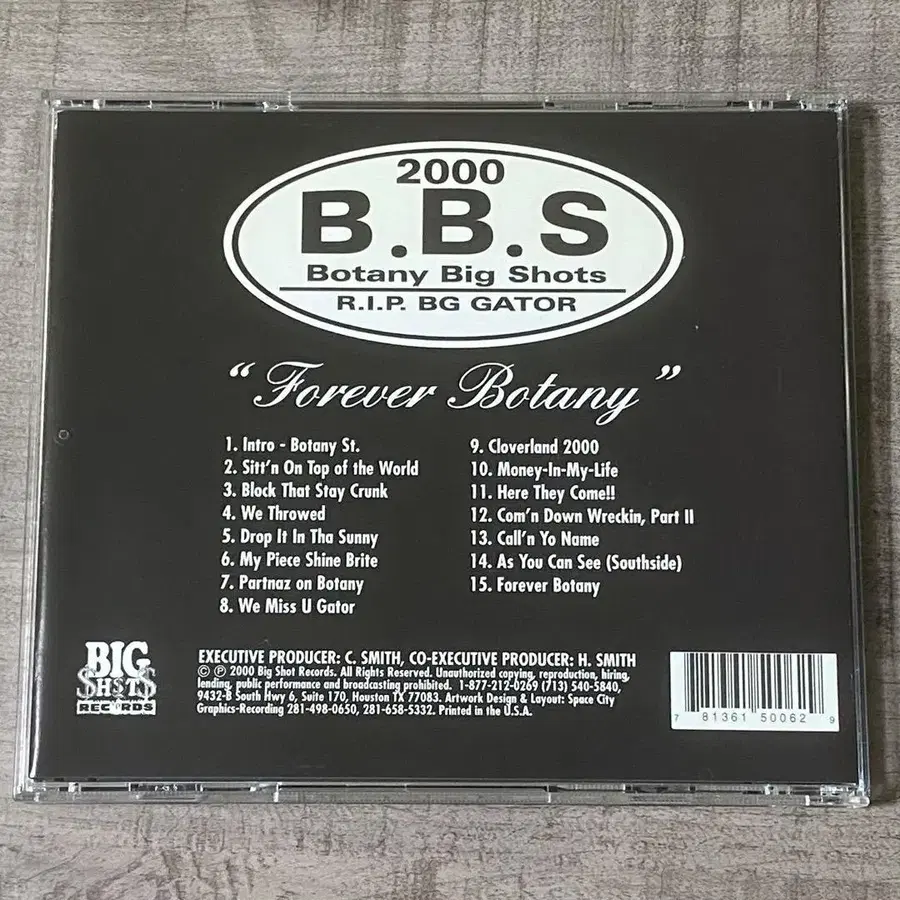 2000
B.B.S
Botany Big Shots
R.I.P. BG GATOR
“Forever Botany”
1. Intro - Botany St.
2. Sitt'n On Top of the World
3. Block That Stay Crunk
4. We Throwed
5. Drop It In Tha Sunny
6. My Piece Shine Brite
7. Partnaz on Botany
8. We Miss U Gator
9. Cloverland 2000
10. Money-In-My-Life
11. Here They Come!!
12. Com'n Down Wreckin, Part II
13. Call'n Yo Name
14. As You Can See (Southside)
15. Forever Botany
BIG
$H$T$
RECORDS
EXECUTIVE PRODUCER: C. SMITH, CO-EXECUTIVE PRODUCER: H. SMITH
© ℗ 2000 Big Shot Records. All Rights Reserved. Unauthorized copying, reproduction, hiring,
lending, public performance and broadcasting prohibited. 1-877-212-0269 (713) 540-5840,
9432-B South Hwy 6, Suite 170, Houston TX 77083. Artwork Design & Layout: Space City
Graphics-Recording 281-498-0650, 281-658-5332. Printed in the U.S.A.
7 81361 50062 9